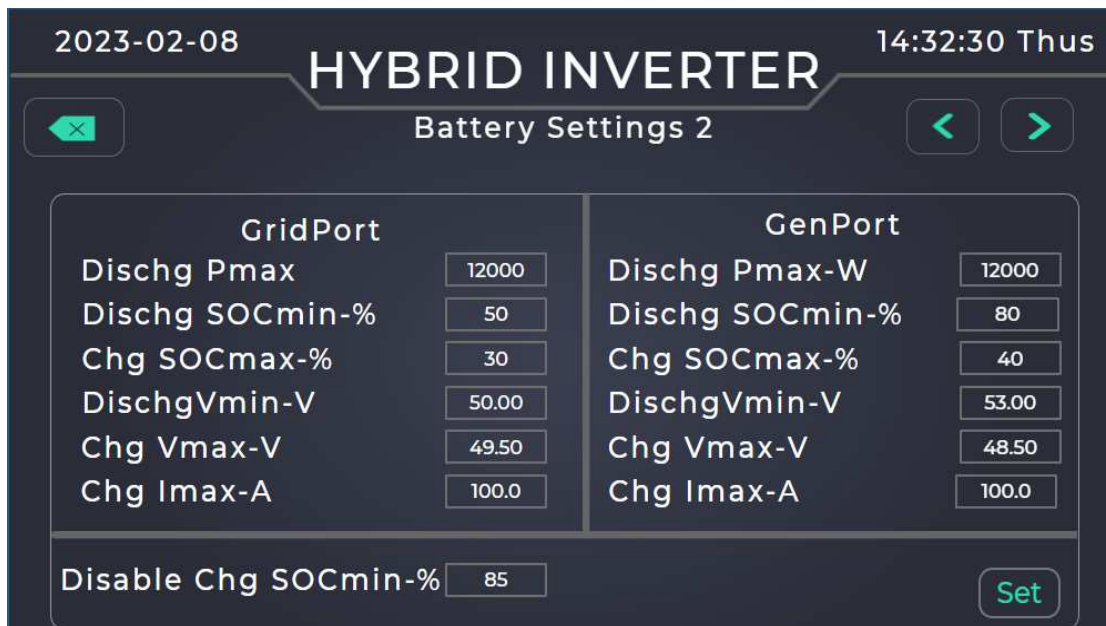 2023-02-08
14:32:30 Thus
HYBRID INVERTER
Battery Settings 2
GridPort
Dischg Pmax 12000
Dischg SOCmin-% 50
Chg SOCmax-% 30
DischgVmin-V 50.00
Chg Vmax-V 49.50
Chg Imax-A 100.0
GenPort
Dischg Pmax-W 12000
Dischg SOCmin-% 80
Chg SOCmax-% 40
DischgVmin-V 53.00
Chg Vmax-V 48.50
Chg Imax-A 100.0
Disable Chg SOCmin-% 85
Set